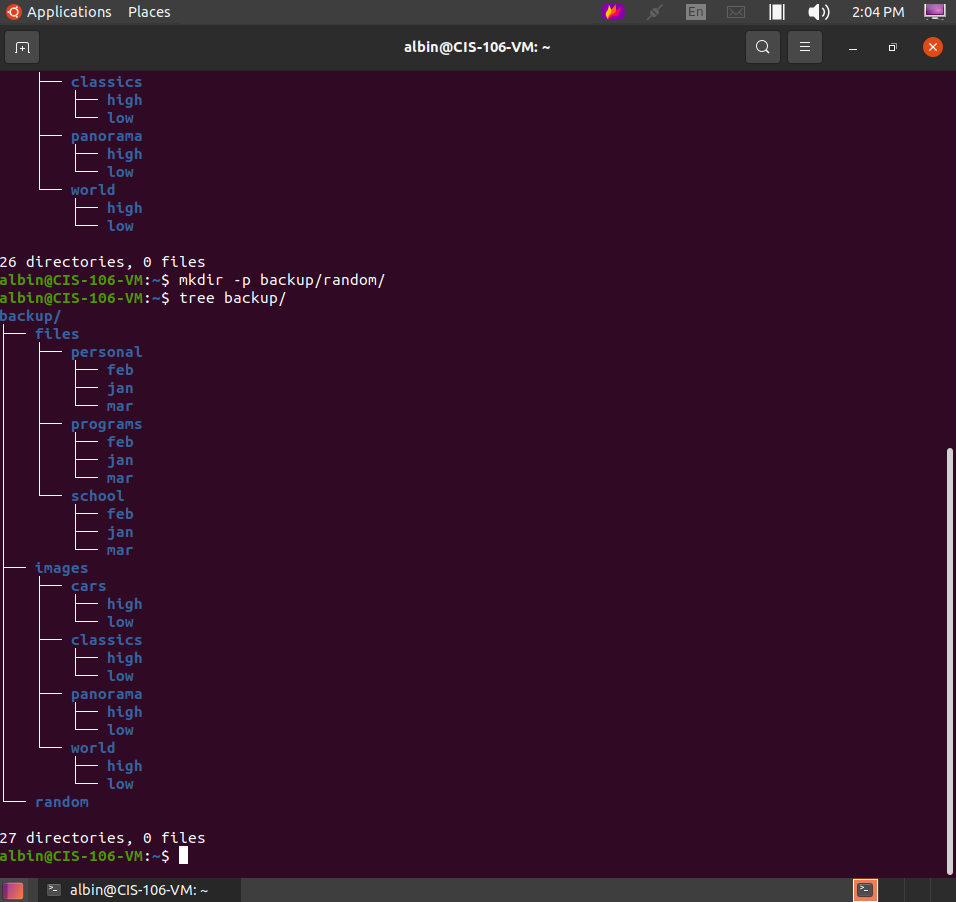 Applications Places En 2:04 PM
albin@CIS-106-VM: ~
├── classics
│   ├── high
│   └── low
├── panorama
│   ├── high
│   └── low
└── world
    ├── high
    └── low
26 directories, 0 files
albin@CIS-106-VM:~$ mkdir -p backup/random/
albin@CIS-106-VM:~$ tree backup/
backup/
├── files
│   ├── personal
│   │   ├── feb
│   │   ├── jan
│   │   └── mar
│   ├── programs
│   │   ├── feb
│   │   ├── jan
│   │   └── mar
│   └── school
│       ├── feb
│       ├── jan
│       └── mar
├── images
│   ├── cars
│   │   ├── high
│   │   └── low
│   ├── classics
│   │   ├── high
│   │   └── low
│   ├── panorama
│   │   ├── high
│   │   └── low
│   └── world
│       ├── high
│       └── low
└── random
27 directories, 0 files
albin@CIS-106-VM:~$
albin@CIS-106-VM: ~